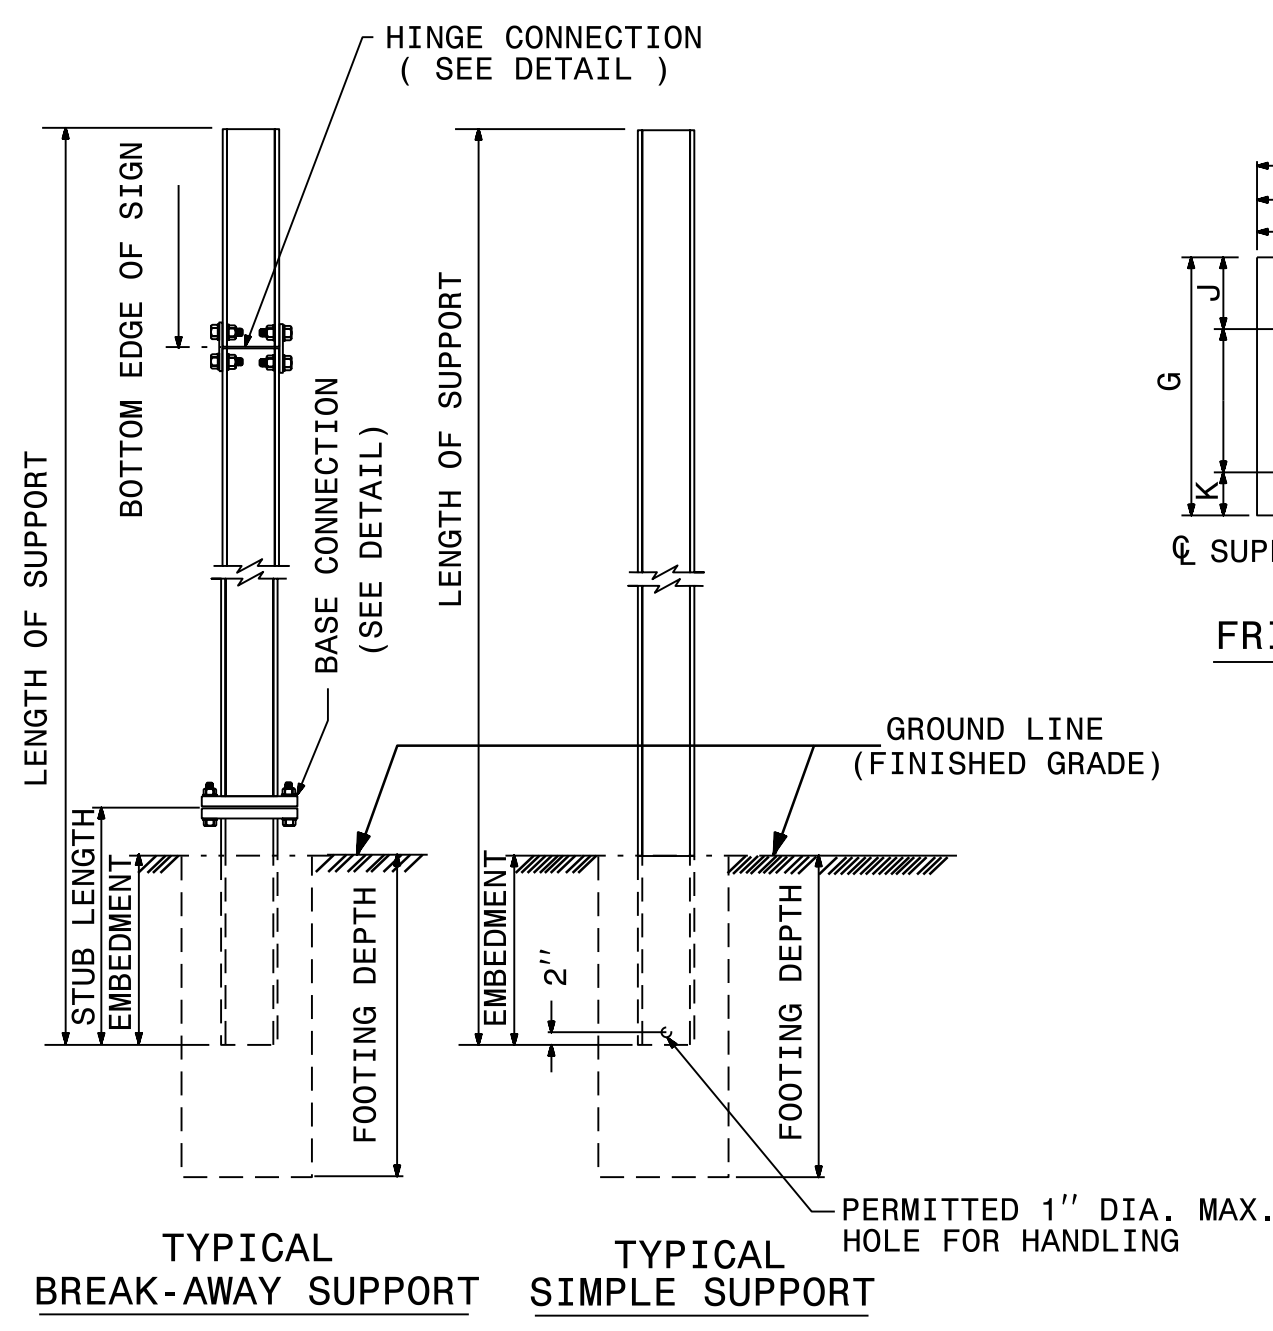 HINGE CONNECTION
( SEE DETAIL )
BOTTOM EDGE OF SIGN
LENGTH OF SUPPORT
BASE CONNECTION
(SEE DETAIL)
STUB LENGTH
EMBEDMENT
FOOTING DEPTH
TYPICAL
BREAK-AWAY SUPPORT
LENGTH OF SUPPORT
GROUND LINE
(FINISHED GRADE)
EMBEDMENT
2''
FOOTING DEPTH
PERMITTED 1'' DIA. MAX.
HOLE FOR HANDLING
TYPICAL
SIMPLE SUPPORT
J
G
K
℄ SUPP
FRI